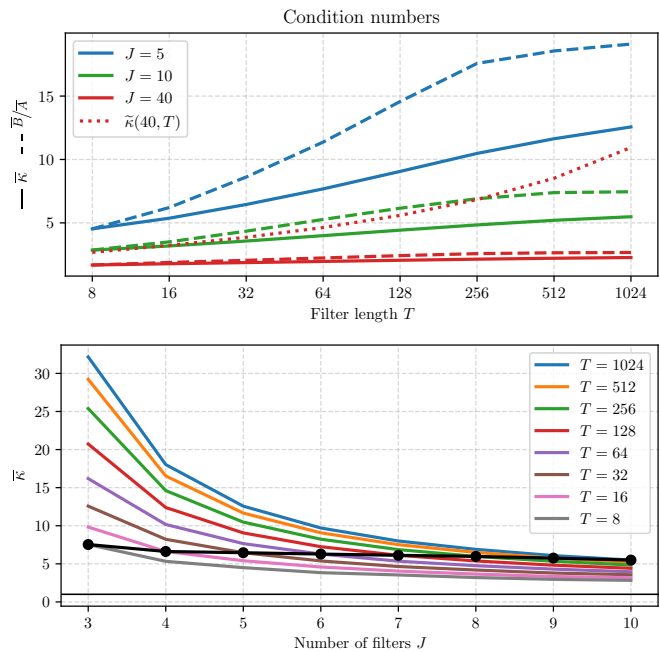 Condition numbers
κ̅ B̅/A̅
J = 5
J = 10
J = 40
κ̃(40, T)
15
10
5
8 16 32 64 128 256 512 1024
Filter length T
κ̅
30
25
20
15
10
5
0
T = 1024
T = 512
T = 256
T = 128
T = 64
T = 32
T = 16
T = 8
3 4 5 6 7 8 9 10
Number of filters J